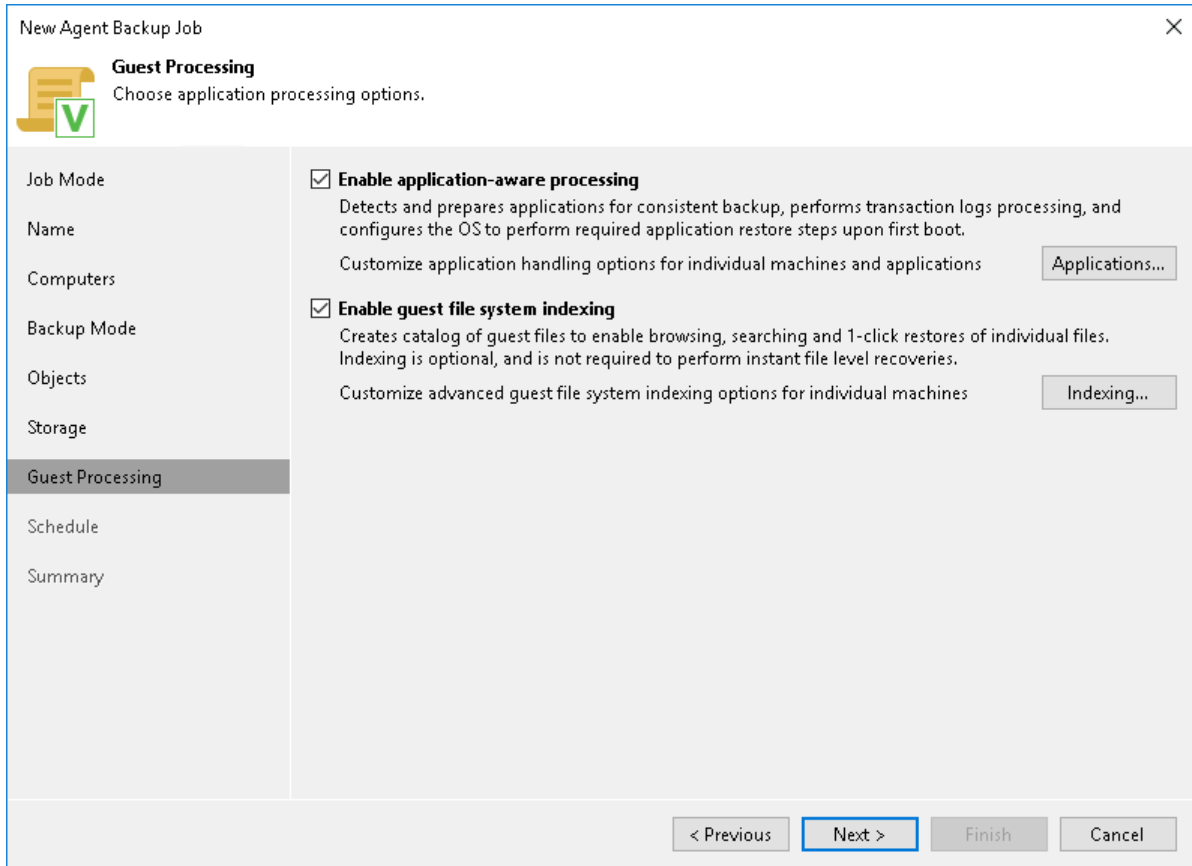 New Agent Backup Job
Guest Processing
Choose application processing options.
V
Job Mode
Name
Computers
Backup Mode
Objects
Storage
Guest Processing
Schedule
Summary
Enable application-aware processing
Detects and prepares applications for consistent backup, performs transaction logs processing, and
configures the OS to perform required application restore steps upon first boot.
Customize application handling options for individual machines and applications
Applications...
Enable guest file system indexing
Creates catalog of guest files to enable browsing, searching and 1-click restores of individual files.
Indexing is optional, and is not required to perform instant file level recoveries.
Customize advanced guest file system indexing options for individual machines
Indexing...
< Previous
Next >
Finish
Cancel